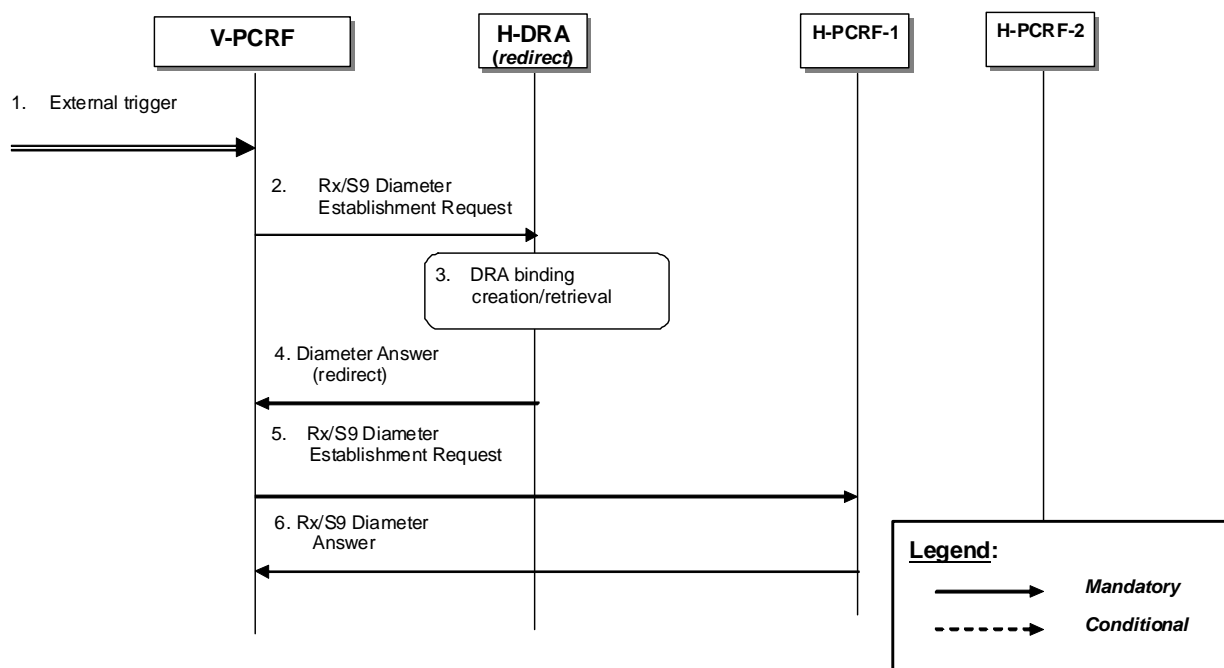 V-PCRF
H-DRA
(redirect)
H-PCRF-1
H-PCRF-2
1. External trigger
2. Rx/S9 Diameter
Establishment Request
3. DRA binding
creation/retrieval
4. Diameter Answer
(redirect)
5. Rx/S9 Diameter
Establishment Request
6. Rx/S9 Diameter
Answer
Legend:
Mandatory
Conditional